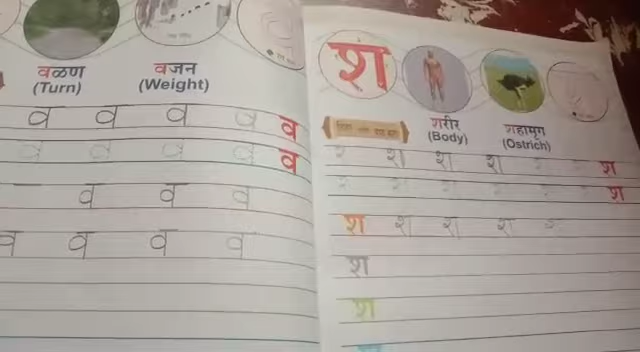 वळण वजन
(Turn) (Weight)
व व व व व
व व व व व
व व व
व व व व
श
शरीर शहामृग
(Body) (Ostrich)
श श श श श श श
श श श श श श श
श श श श श
श
श